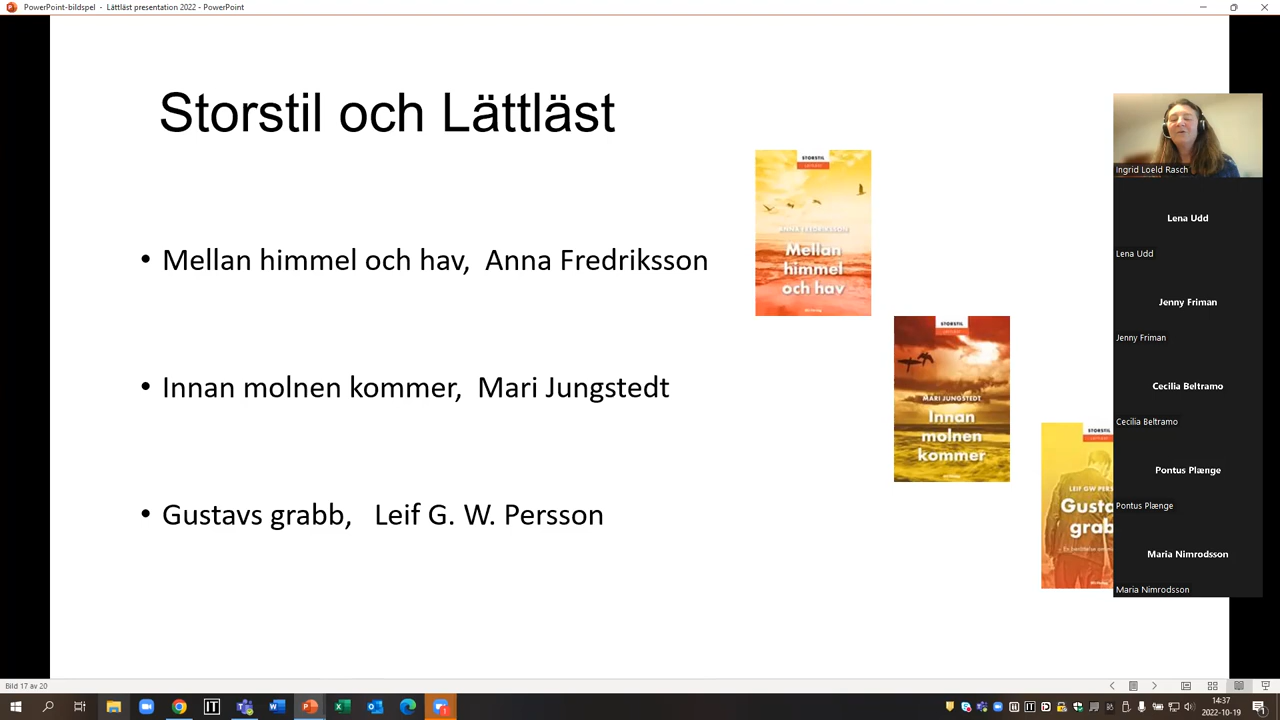 PowerPoint-bildspel - Lättläst presentation 2022 - PowerPoint
Storstil och Lättläst
• Mellan himmel och hav, Anna Fredriksson
• Innan molnen kommer, Mari Jungstedt
• Gustavs grabb, Leif G. W. Persson
STORSTIL
ANNA FREDRIKSSON
Mellan
himmel
och hav
STORSTIL
MARI JUNGSTEDT
Innan
molnen
kommer
STORSTIL
LEIF GW PERS
Gusta
grab
Ingrid Loeld Rasch
Lena Udd
Lena Udd
Jenny Friman
Jenny Friman
Cecilia Beltramo
Cecilia Beltramo
Pontus Plænge
Pontus Plænge
Maria Nimrodsson
Maria Nimrodsson
Bild 17 av 20
14:37
2022-10-19